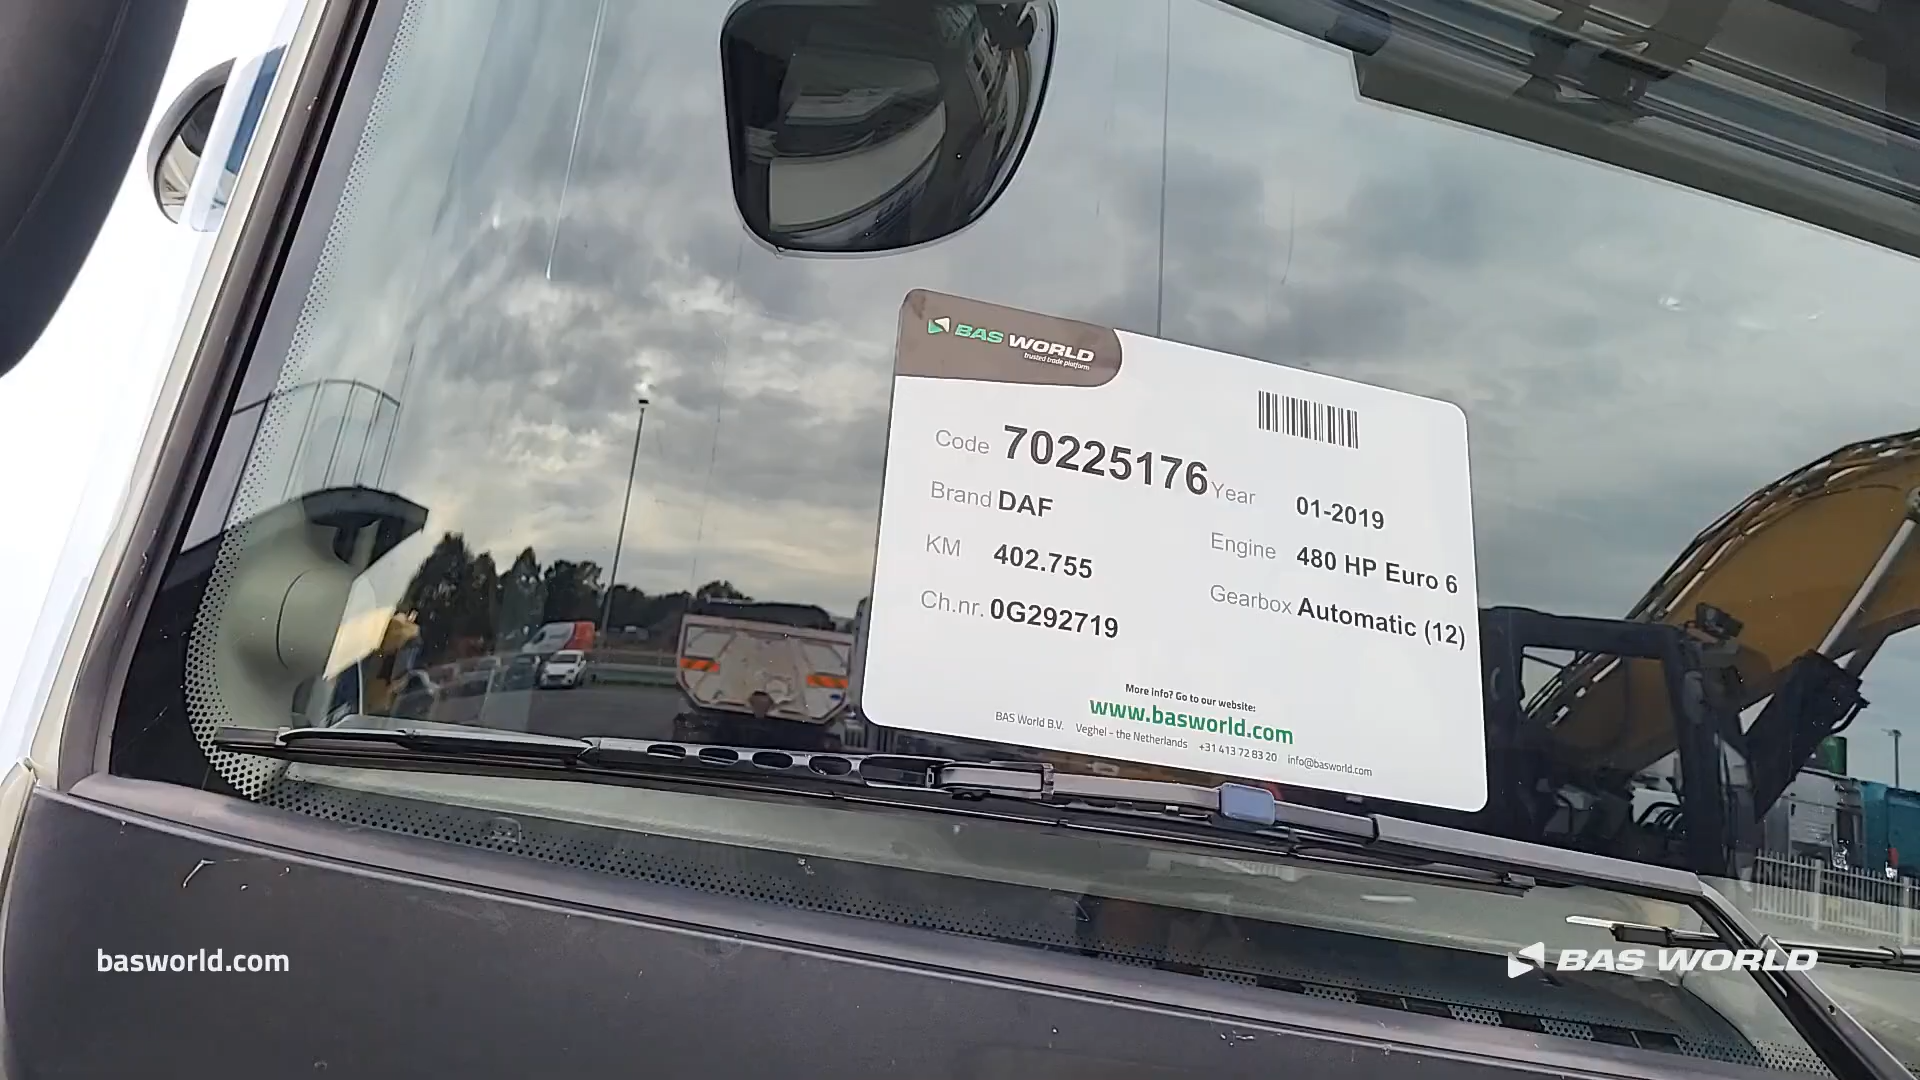 BAS WORLD
trusted trade platform
Code 70225176
Year 01-2019
Brand DAF
Engine 480 HP Euro 6
KM 402.755
Gearbox Automatic (12)
Ch.nr. 0G292719
More info? Go to our website:
www.basworld.com
BAS World B.V. Veghel - the Netherlands +31 413 72 83 20 info@basworld.com
basworld.com
BAS WORLD